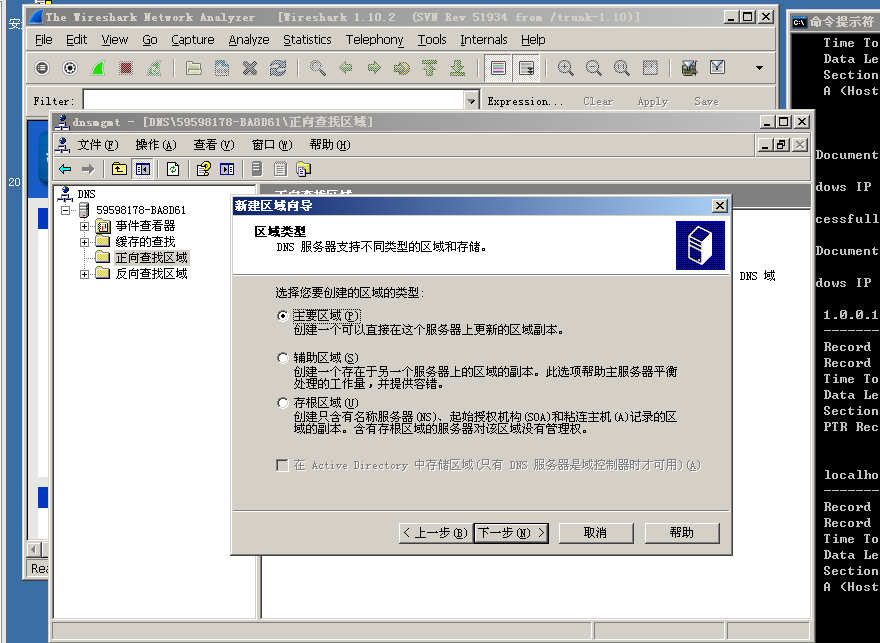 安
20
The Wireshark Network Analyzer [Wireshark 1.10.2 (SVN Rev 51934 from /trunk-1.10)]
File Edit View Go Capture Analyze Statistics Telephony Tools Internals Help
Filter: Expression... Clear Apply Save
Rea
dnsmgmt - [DNS\59598178-BA8D61\正向查找区域]
文件(F) 操作(A) 查看(V) 窗口(W) 帮助(H)
DNS
59598178-BA8D61
事件查看器
缓存的查找
正向查找区域
反向查找区域
正向查找区域
DNS 域
新建区域向导
区域类型
DNS 服务器支持不同类型的区域和存储。
选择您要创建的区域的类型:
主要区域(P)
创建一个可以直接在这个服务器上更新的区域副本。
辅助区域(S)
创建一个存在于另一个服务器上的区域的副本。此选项帮助主服务器平衡
处理的工作量，并提供容错。
存根区域(U)
创建只含有名称服务器(NS)、起始授权机构(SOA)和粘连主机(A)记录的区
域的副本。含有存根区域的服务器对该区域没有管理权。
在 Active Directory 中存储区域(只有 DNS 服务器是域控制器时才可用)(A)
< 上一步(B) 下一步(N) > 取消 帮助
命令提示符
Time To
Data Le
Section
A (Host
Document
dows IP
cessfull
Document
dows IP
1.0.0.1
-------
Record
Record
Time To
Data Le
Section
PTR Rec
localho
-------
Record
Record
Time To
Data Le
Section
A (Host